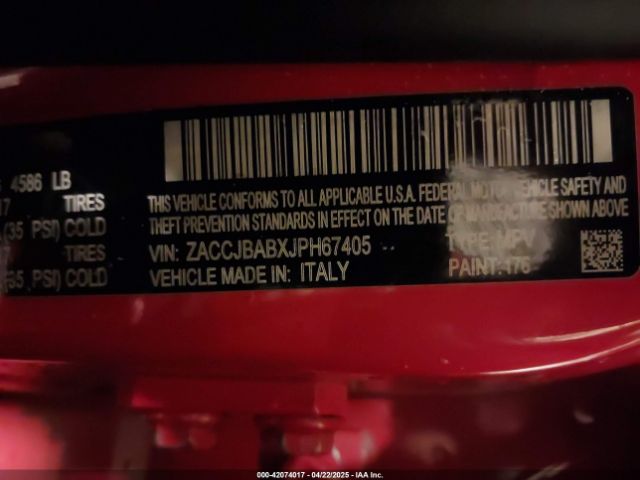 4586 LB
THIS VEHICLE CONFORMS TO ALL APPLICABLE U.S.A. FEDERAL MOTOR VEHICLE SAFETY AND
17 TIRES
THEFT PREVENTION STANDARDS IN EFFECT ON THE DATE OF MANUFACTURE SHOWN ABOVE
(35 PSI) COLD
VIN: ZACCJBABXJPH67405 TYPE: MPV
TIRES
VEHICLE MADE IN: ITALY PAINT: 176
(35 PSI) COLD
000-42074017 - 04/22/2025 - IAA Inc.